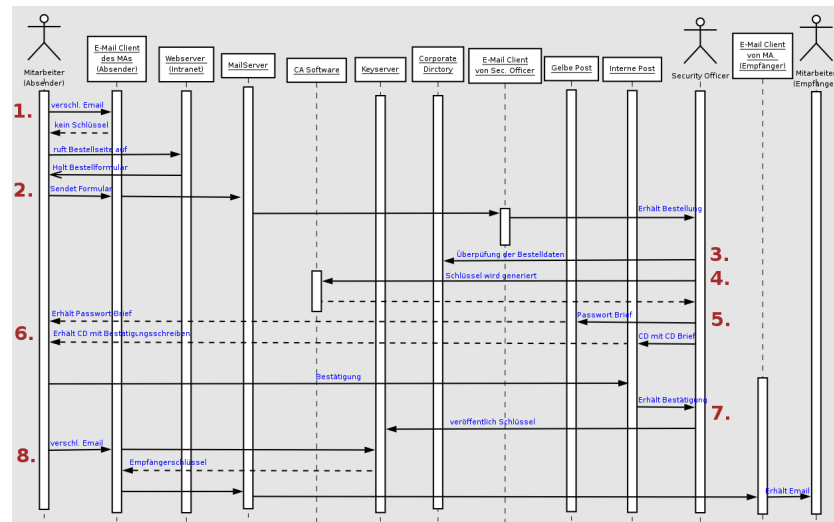 Mitarbeiter
(Absender)
E-Mail Client
des MAs
(Absender)
Webserver
(Intranet)
MailServer
CA Software
Keyserver
Corporate
Dirctory
E-Mail Client
von Sec. Officer
Gelbe Post
Interne Post
Security Officer
E-Mail Client
von MA.
(Empfänger)
Mitarbeiter
(Empfänge
1.
verschl. Email
kein Schlüssel
ruft Bestellseite auf
Holt Bestellformular
2.
Sendet Formular
Erhält Bestellung
3.
Überpüfung der Bestelldaten
4.
Schlüssel wird generiert
5.
Passwort Brief
Erhält Passwort Brief
6.
Erhält CD mit Bestätigungsschreiben
CD mit CD Brief
Bestätigung
Erhält Bestätigung
7.
veröffentlich Schlüssel
8.
verschl. Email
Empfängerschlüssel
Erhält Email